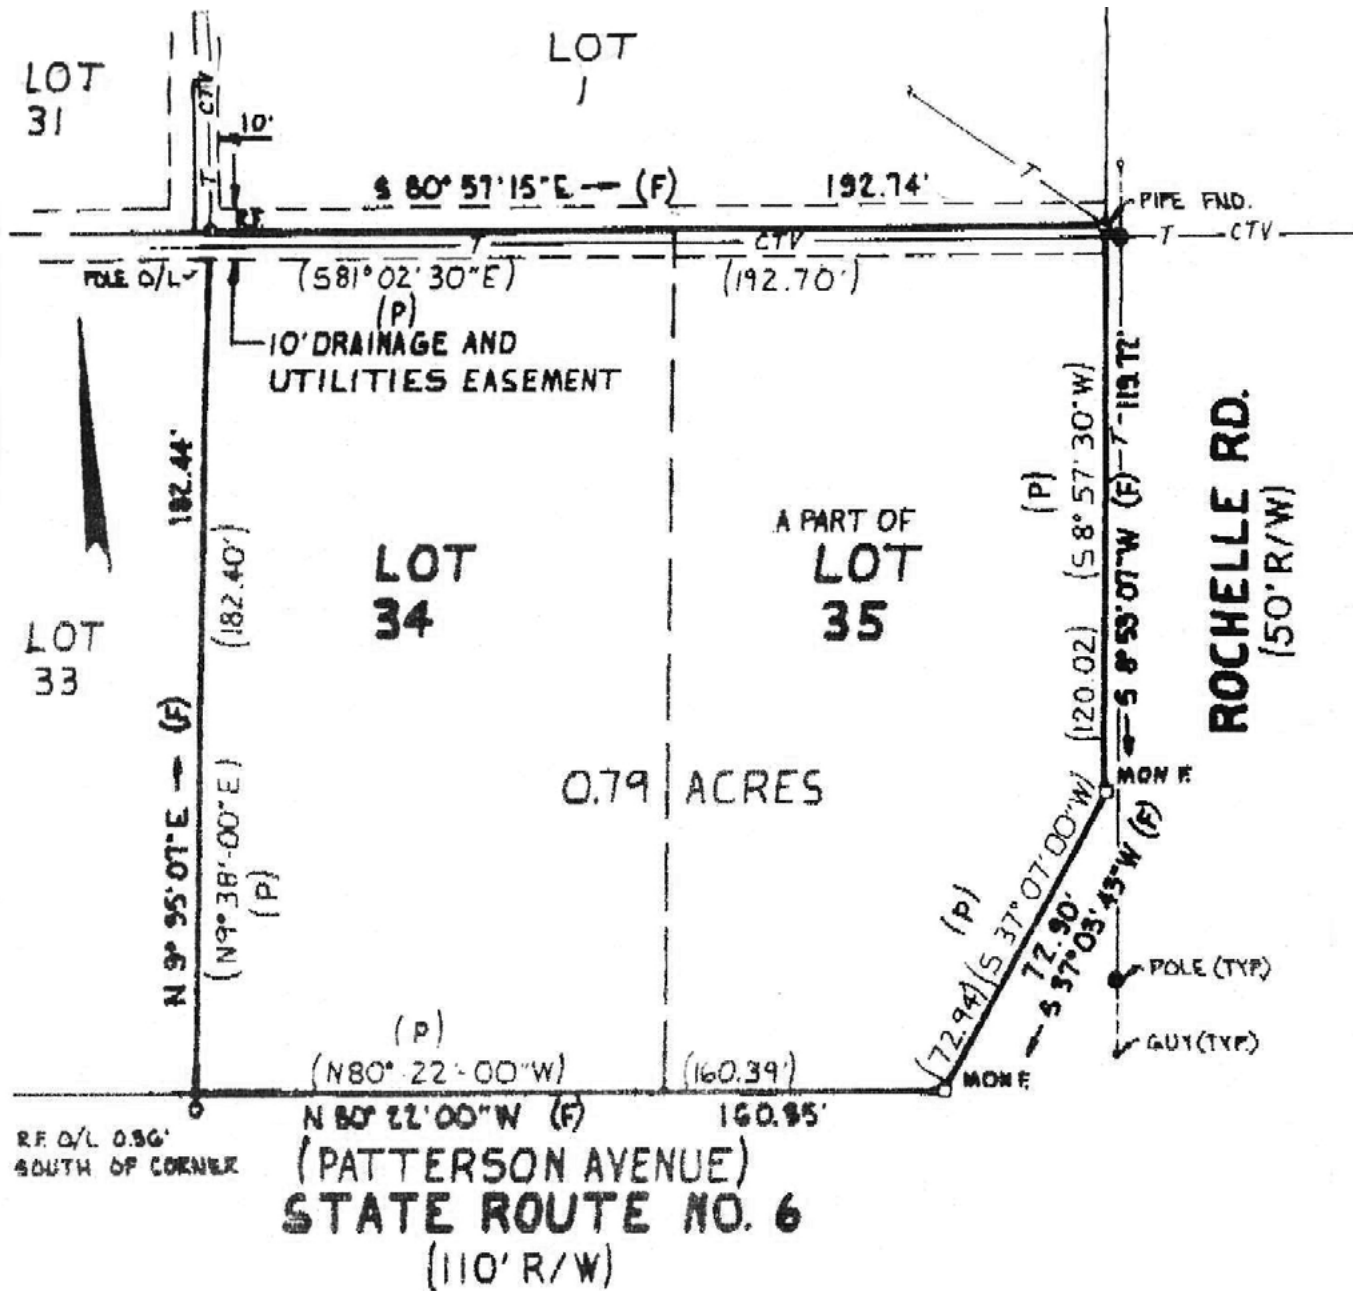 LOT
31
LOT
1
CTV
T
10'
S 80° 57' 15" E (F) 192.74'
R.F.
T
PIPE FND.
T CTV
T CTV
POLE O/L
(S 81° 02' 30" E) (192.70')
(P)
10' DRAINAGE AND
UTILITIES EASEMENT
182.44'
(182.40')
N 9° 35' 07" E (F)
(N9° 38'-00" E)
(P)
LOT
33
LOT
34
A PART OF
LOT
35
0.79 ACRES
(S 8° 57' 30" W)
(P)
(120.02)
T
119.72'
S 8° 53' 07" W (F)
ROCHELLE RD.
(50' R/W)
MON F.
(P)
(72.94) (S 37° 07' 00" W)
72.90'
S 37° 03' 43" W (F)
POLE (TYP.)
GUY (TYP.)
MON F.
(P)
(N80° 22'-00" W) (160.39')
N 80° 22' 00" W (F) 160.35'
R.F. O/L 0.36'
SOUTH OF CORNER
(PATTERSON AVENUE)
STATE ROUTE NO. 6
(110' R/W)